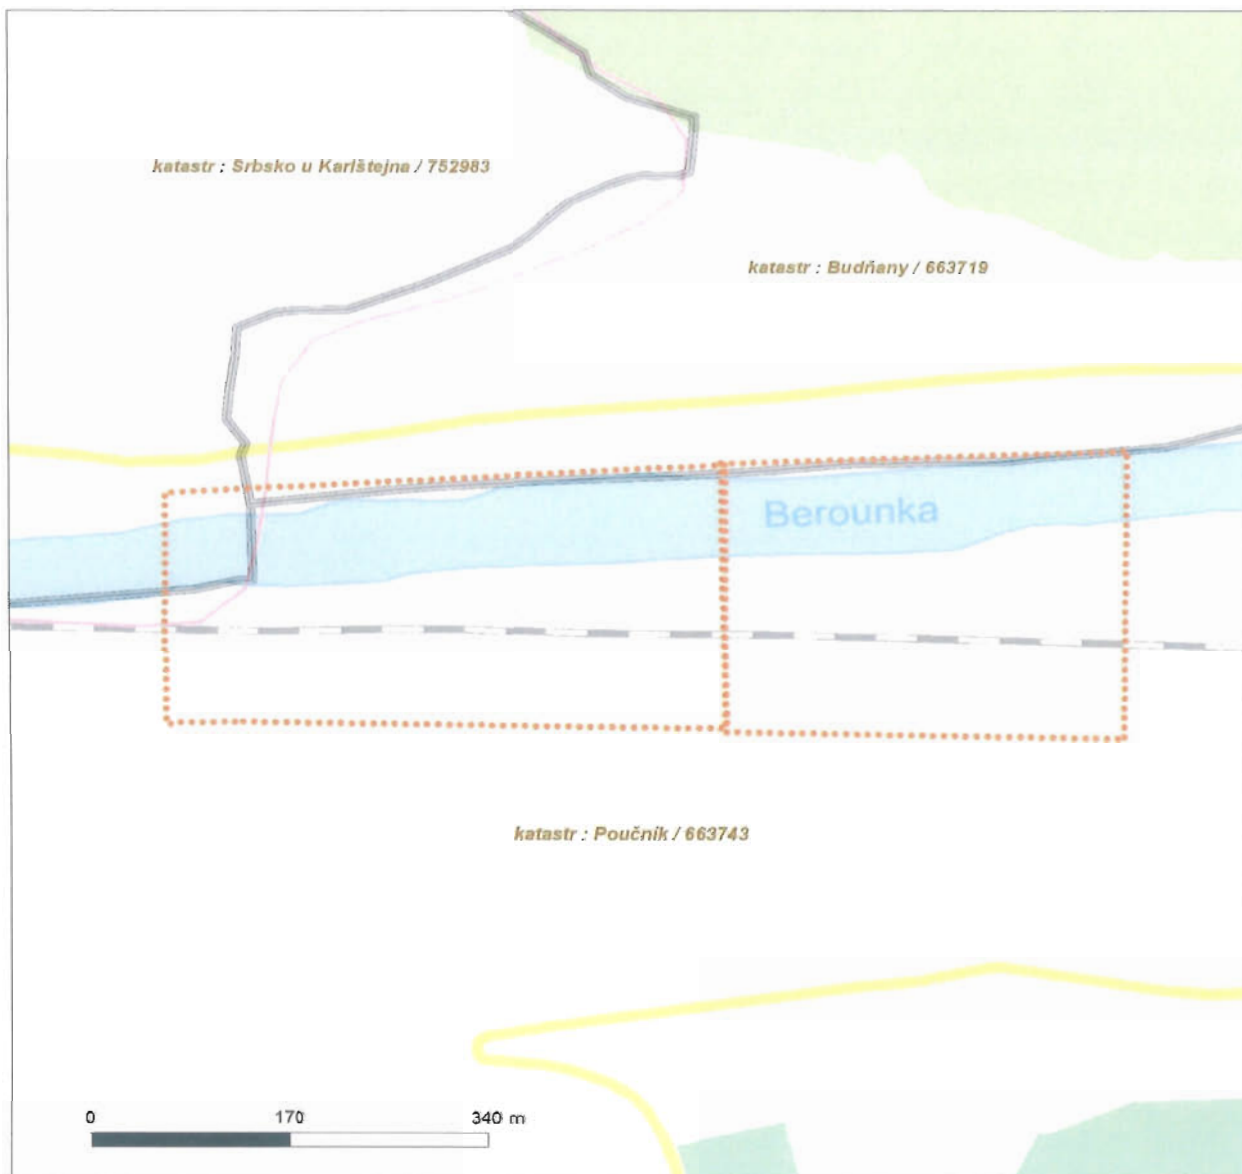 katastr : Srbsko u Karlštejna / 752983
katastr : Budňany / 663719
Berounka
katastr : Poučník / 663743
0 170 340 m